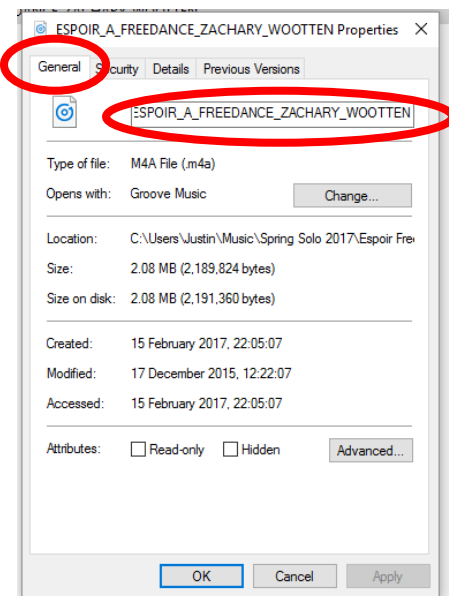 ESPOIR_A_FREEDANCE_ZACHARY_WOOTTEN Properties
General Security Details Previous Versions
ESPOIR_A_FREEDANCE_ZACHARY_WOOTTEN
Type of file: M4A File (.m4a)
Opens with: Groove Music Change...
Location: C:\Users\Justin\Music\Spring Solo 2017\Espoir Free
Size: 2.08 MB (2,189,824 bytes)
Size on disk: 2.08 MB (2,191,360 bytes)
Created: 15 February 2017, 22:05:07
Modified: 17 December 2015, 12:22:07
Accessed: 15 February 2017, 22:05:07
Attributes: Read-only Hidden Advanced...
OK Cancel Apply